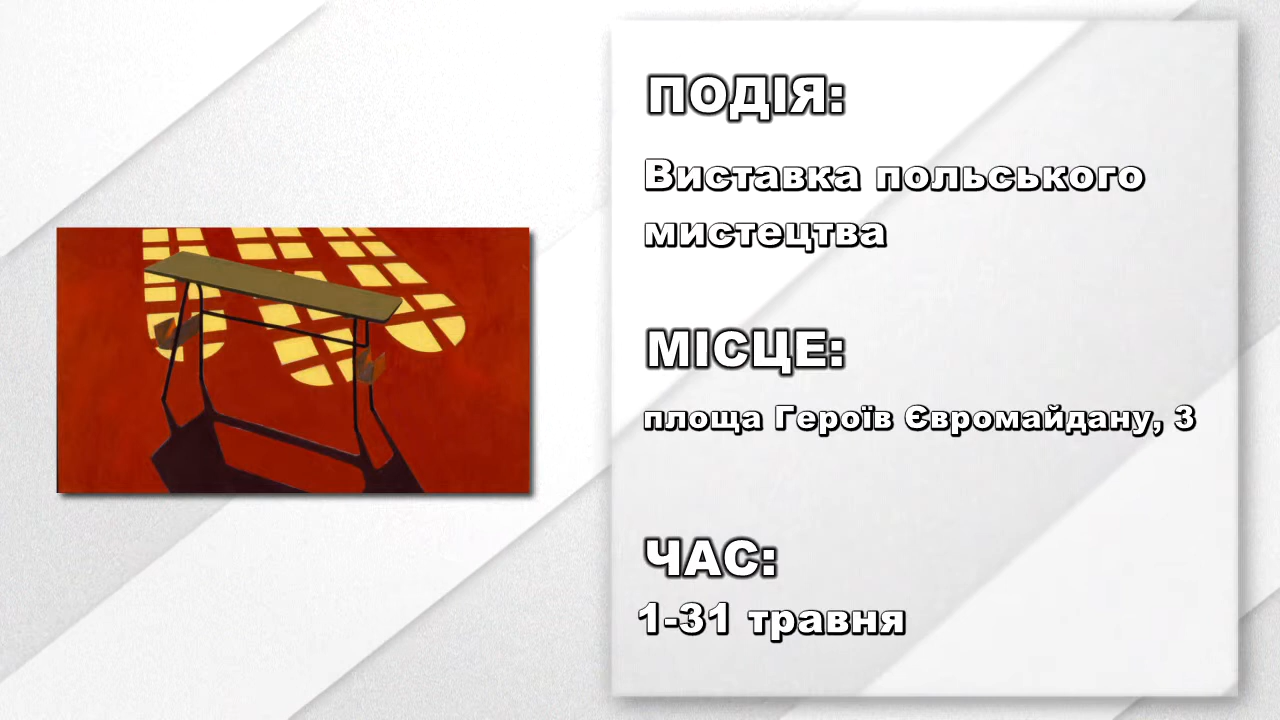 ПОДІЯ:
Виставка польського
мистецтва
МІСЦЕ:
площа Героїв Євромайдану, 3
ЧАС:
1-31 травня